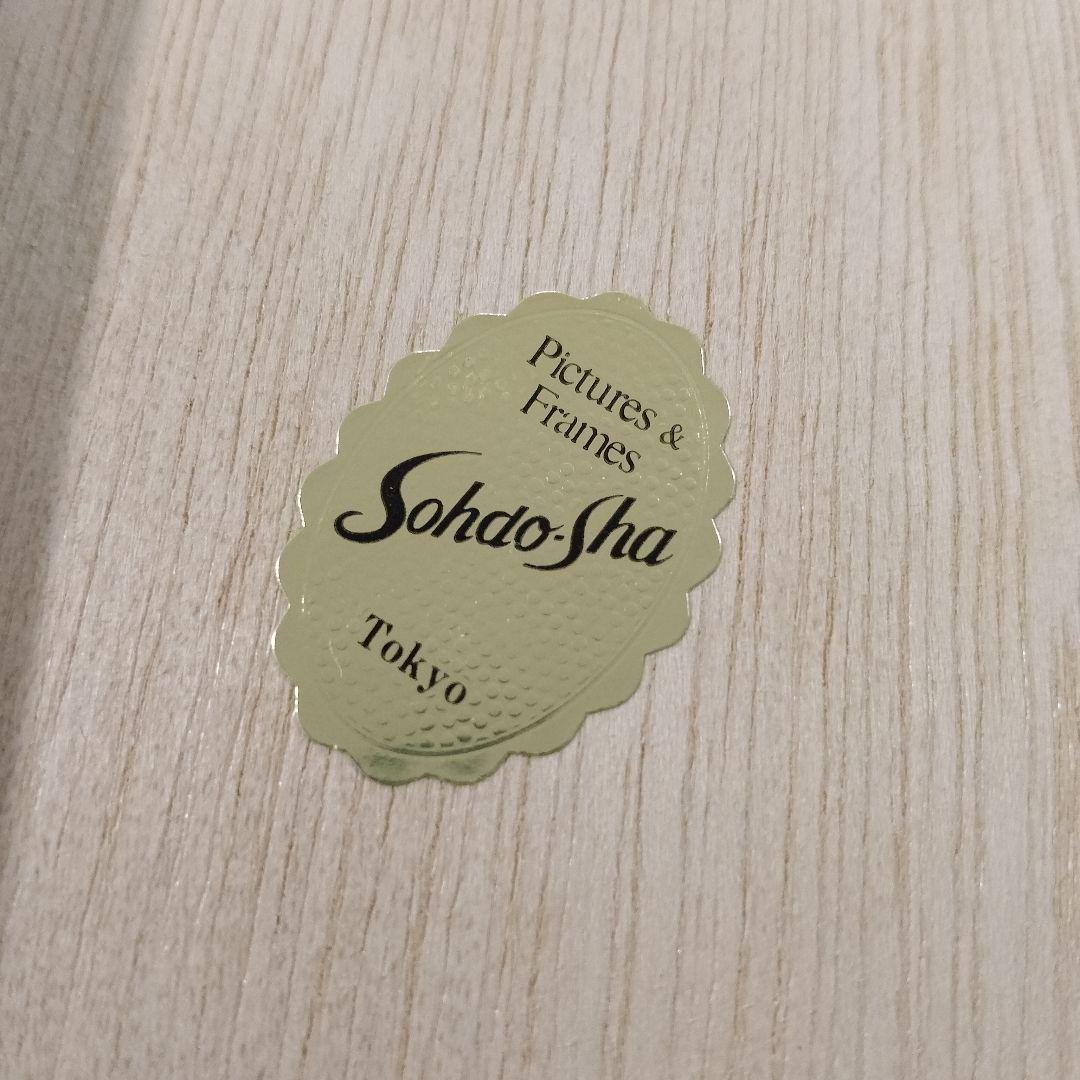 Pictures &
Frames
Sohdo-Sha
Tokyo